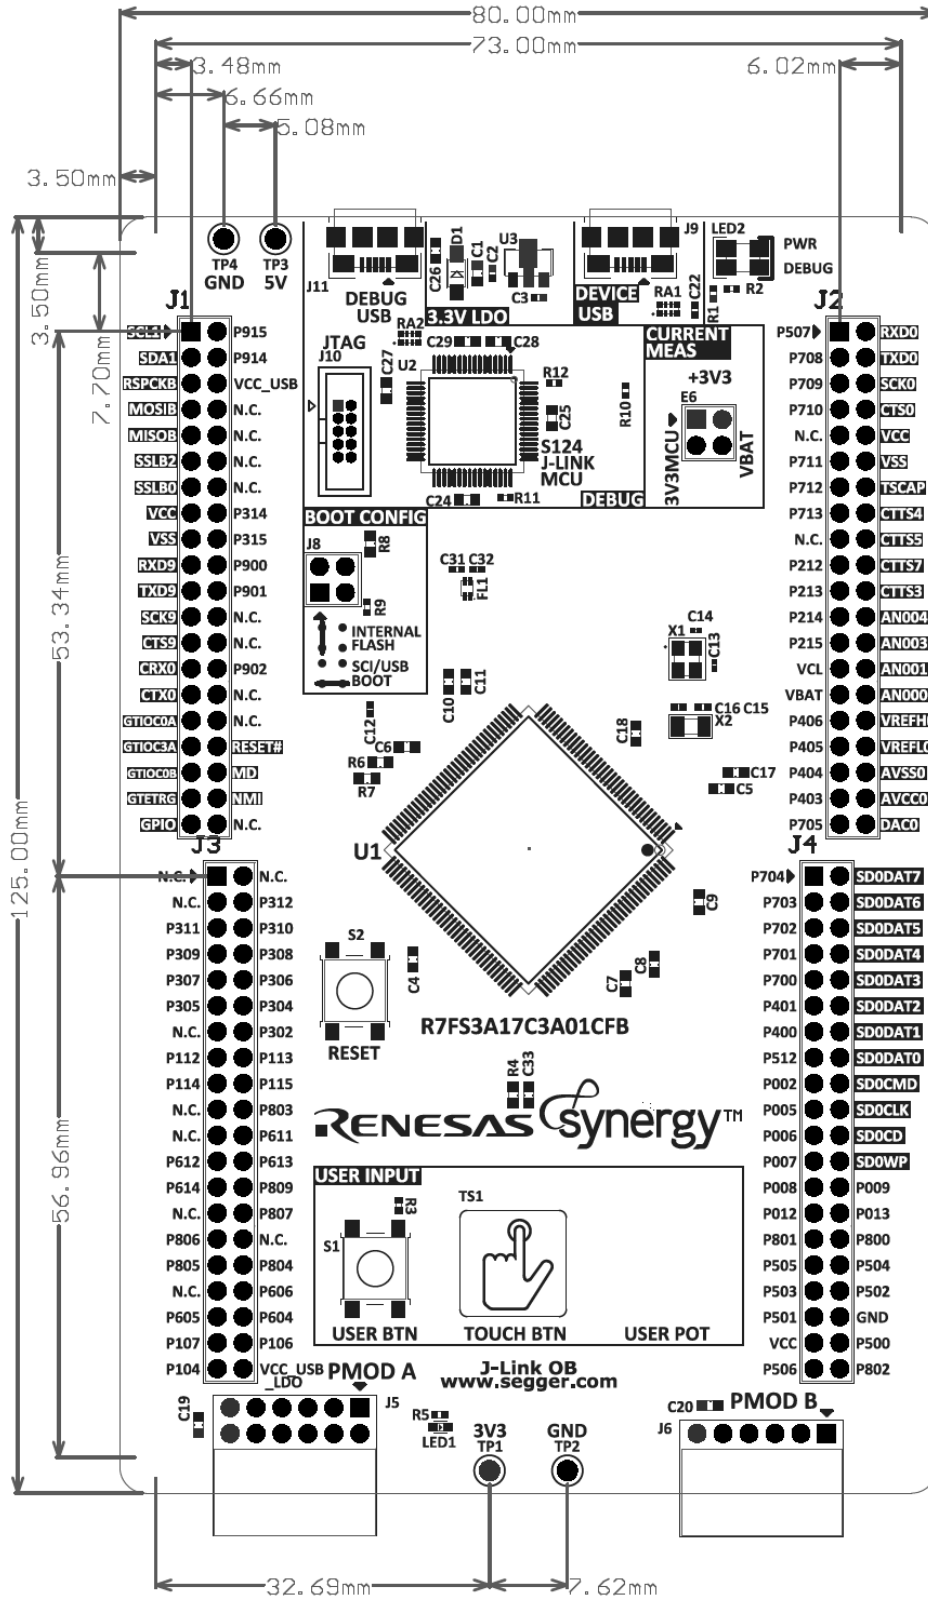 80.00mm
73.00mm
3.48mm
6.02mm
6.66mm
5.08mm
3.50mm
3.50mm
7.70mm
53.34mm
125.00mm
56.96mm
TP4 TP3
GND 5V
J11
DEBUG
USB
C26
D1
C1
C2
U3
C3
3.3V LDO
J9
DEVICE
USB
RA1
C22
LED2
PWR
DEBUG
R1
R2
J1
P915
SDA1 P914
RSPCKB VCC_USB
MOSIB N.C.
MISOB N.C.
SSLB2 N.C.
SSLB0 N.C.
VCC P314
VSS P315
RXD9 P900
TXD9 P901
SCK9 N.C.
CTS9 N.C.
CRX0 P902
CTX0 N.C.
GTIOC0A N.C.
GTIOC3A RESET#
GTIOC0B MD
GTETRG NMI
GPIO N.C.
JTAG
J10
RA2
C27
U2
C29 C28
R12
C25
S124
J-LINK
MCU
R10
C24
R11
DEBUG
CURRENT
MEAS
+3V3
E6
3V3MCU
VBAT
J2
P507 RXD0
P708 TXD0
P709 SCK0
P710 CTS0
N.C. VCC
P711 VSS
P712 TSCAP
P713 CTTS4
N.C. CTTS5
P212 CTTS7
P213 CTTS3
P214 AN004
P215 AN003
VCL AN001
VBAT AN000
P406
P405
P404 AVSS0
P403 AVCC0
P705 DAC0
BOOT CONFIG
J8
R8
R9
INTERNAL
FLASH
SCI/USB
BOOT
C31 C32
FL1
C14
X1
C13
C10
C11
C12
C6
R6
R7
C18
C16 C15
X2
C17
C5
U1
C9
C8
C7
C4
S2
RESET
R7FS3A17C3A01CFB
J3
N.C. N.C.
N.C. P312
P311 P310
P309 P308
P307 P306
P305 P304
N.C. P302
P112 P113
P114 P115
N.C. P803
N.C. P611
P612 P613
P614 P809
N.C. P807
P806 N.C.
P805 P804
N.C. P606
P605 P604
P107 P106
P104 VCC_USB
_LDO
J4
P704 SD0DAT7
P703 SD0DAT6
P702 SD0DAT5
P701 SD0DAT4
P700 SD0DAT3
P401 SD0DAT2
P400 SD0DAT1
P512 SD0DAT0
P002 SD0CMD
P005 SD0CLK
P006 SD0CD
P007 SD0WP
P008 P009
P012 P013
P801 P800
P505 P504
P503 P502
P501 GND
VCC P500
P506 P802
R4
C33
RENESAS synergy™
USER INPUT
R3
S1
TS1
USER BTN TOUCH BTN USER POT
J-Link OB
www.segger.com
PMOD A
J5
C19
R5
LED1
3V3 GND
TP1 TP2
C20
PMOD B
J6
32.69mm
7.62mm